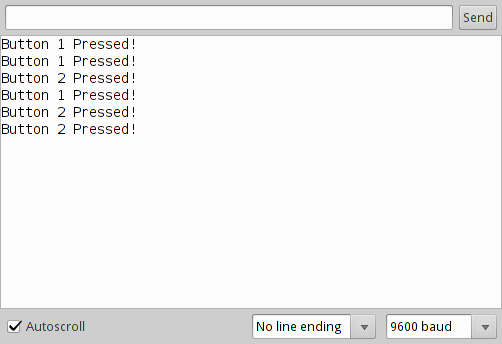 Send
Button 1 Pressed!
Button 1 Pressed!
Button 2 Pressed!
Button 1 Pressed!
Button 2 Pressed!
Button 2 Pressed!
Autoscroll
No line ending
9600 baud